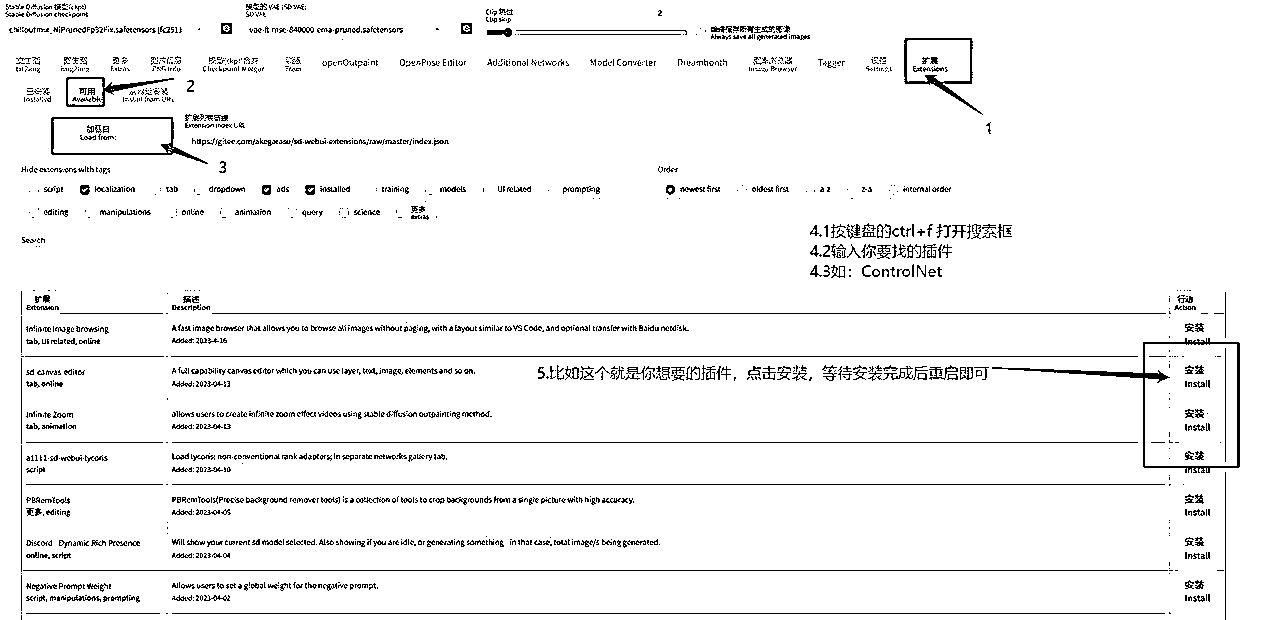 Stable Diffusion 模型(ckpt)
Stable Diffusion checkpoint
模型的 VAE (SD VAE)
SD VAE
Clip 跳过
Clip skip
2
chilloutmix_NiPrunedFp32Fix.safetensors [fc251]
vae-ft-mse-840000-ema-pruned.safetensors
Always save all generated images
文生图
txt2img
图生图
img2img
更多
Extras
图片信息
PNG Info
模型(ckpt)合并
Checkpoint Merger
训练
Train
openOutpaint
OpenPose Editor
Additional Networks
Model Converter
Dreambooth
图库浏览器
Image Browser
Tagger
设置
Settings
扩展
Extensions
已安装
Installed
可用
Available
2
从网址安装
Install from URL
1
加载自
Load from:
3
扩展列表链接
Extension index URL
https://gitee.com/akegarasu/sd-webui-extensions/raw/master/index.json
Hide extensions with tags
script
localization
tab
dropdown
ads
installed
training
models
UI related
prompting
editing
manipulations
online
animation
query
science
更多
extras
Order
newest first
oldest first
a-z
z-a
internal order
Search
4.1按键盘的ctrl+f 打开搜索框
4.2输入你要找的插件
4.3如：ControlNet
扩展
Extension
描述
Description
行动
Action
Infinite image browsing
tab, UI related, online
A fast image browser that allows you to browse all images without paging, with a layout similar to VS Code, and optional transfer with Baidu netdisk.
Added: 2023-4-16
安装
Install
sd-canvas-editor
tab, online
A full capability canvas editor which you can use layer, text, image, elements and so on.
Added: 2023-04-13
5.比如这个就是你想要的插件，点击安装，等待安装完成后重启即可
安装
Install
Infinite Zoom
tab, animation
allows users to create infinite zoom effect videos using stable diffusion outpainting method.
Added: 2023-04-13
安装
Install
a1111-sd-webui-lycoris
script
Load lycoris; non-conventional rank adapters; in separate networks gallery tab.
Added: 2023-04-10
安装
Install
PBRemTools
更多, editing
PBRemTools(Precise background remover tools) is a collection of tools to crop backgrounds from a single picture with high accuracy.
Added: 2023-04-05
安装
Install
Discord Dynamic Rich Presence
online, script
Will show your current sd model selected. Also showing if you are idle, or generating something - in that case, total image/s being generated.
Added: 2023-04-04
安装
Install
Negative Prompt Weight
script, manipulations, prompting
Allows users to set a global weight for the negative prompt.
Added: 2023-04-02
安装
Install